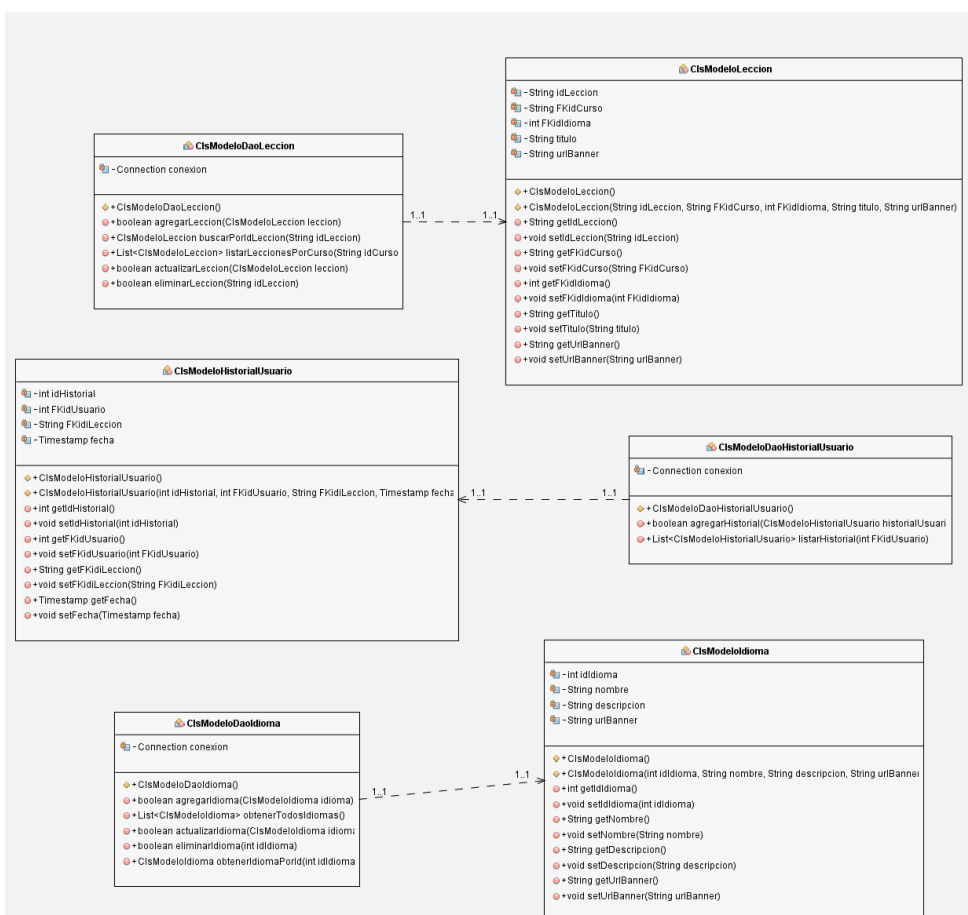 ClsModeloLeccion
- String idLeccion
- String FKidCurso
- int FKidIdioma
- String titulo
- String urlBanner
+ ClsModeloLeccion()
+ ClsModeloLeccion(String idLeccion, String FKidCurso, int FKidIdioma, String titulo, String urlBanner)
+ String getIdLeccion()
+ void setIdLeccion(String idLeccion)
+ String getFKidCurso()
+ void setFKidCurso(String FKidCurso)
+ int getFKidIdioma()
+ void setFKidIdioma(int FKidIdioma)
+ String getTitulo()
+ void setTitulo(String titulo)
+ String getUrlBanner()
+ void setUrlBanner(String urlBanner)
ClsModeloDaoLeccion
- Connection conexion
+ ClsModeloDaoLeccion()
+ boolean agregarLeccion(ClsModeloLeccion leccion)
+ ClsModeloLeccion buscarPorIdLeccion(String idLeccion)
+ List<ClsModeloLeccion> listarLeccionesPorCurso(String idCurso
+ boolean actualizarLeccion(ClsModeloLeccion leccion)
+ boolean eliminarLeccion(String idLeccion)
1..1
1..1
ClsModeloHistorialUsuario
- int idHistorial
- int FKidUsuario
- String FKidiLeccion
- Timestamp fecha
+ ClsModeloHistorialUsuario()
+ ClsModeloHistorialUsuario(int idHistorial, int FKidUsuario, String FKidiLeccion, Timestamp fecha
+ int getIdHistorial()
+ void setIdHistorial(int idHistorial)
+ int getFKidUsuario()
+ void setFKidUsuario(int FKidUsuario)
+ String getFKidiLeccion()
+ void setFKidiLeccion(String FKidiLeccion)
+ Timestamp getFecha()
+ void setFecha(Timestamp fecha)
1..1
1..1
ClsModeloDaoHistorialUsuario
- Connection conexion
+ ClsModeloDaoHistorialUsuario()
+ boolean agregarHistorial(ClsModeloHistorialUsuario historialUsuari
+ List<ClsModeloHistorialUsuario> listarHistorial(int FKidUsuario)
ClsModeloIdioma
- int idIdioma
- String nombre
- String descripcion
- String urlBanner
+ ClsModeloIdioma()
+ ClsModeloIdioma(int idIdioma, String nombre, String descripcion, String urlBanner
+ int getIdIdioma()
+ void setIdIdioma(int idIdioma)
+ String getNombre()
+ void setNombre(String nombre)
+ String getDescripcion()
+ void setDescripcion(String descripcion)
+ String getUrlBanner()
+ void setUrlBanner(String urlBanner)
ClsModeloDaoIdioma
- Connection conexion
+ ClsModeloDaoIdioma()
+ boolean agregarIdioma(ClsModeloIdioma idioma)
+ List<ClsModeloIdioma> obtenerTodosIdiomas()
+ boolean actualizarIdioma(ClsModeloIdioma idioma
+ boolean eliminarIdioma(int idIdioma)
+ ClsModeloIdioma obtenerIdiomaPorId(int idIdioma
1..1
1..1